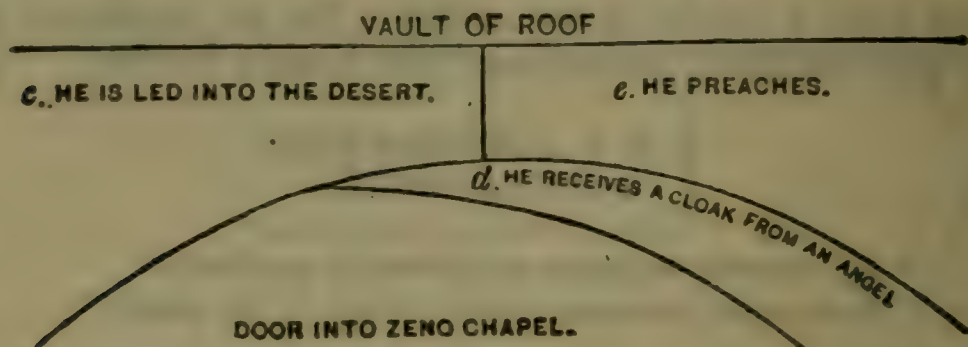 VAULT OF ROOF
c. HE IS LED INTO THE DESERT.
e. HE PREACHES.
d. HE RECEIVES A CLOAK FROM AN ANGEL
DOOR INTO ZENO CHAPEL.